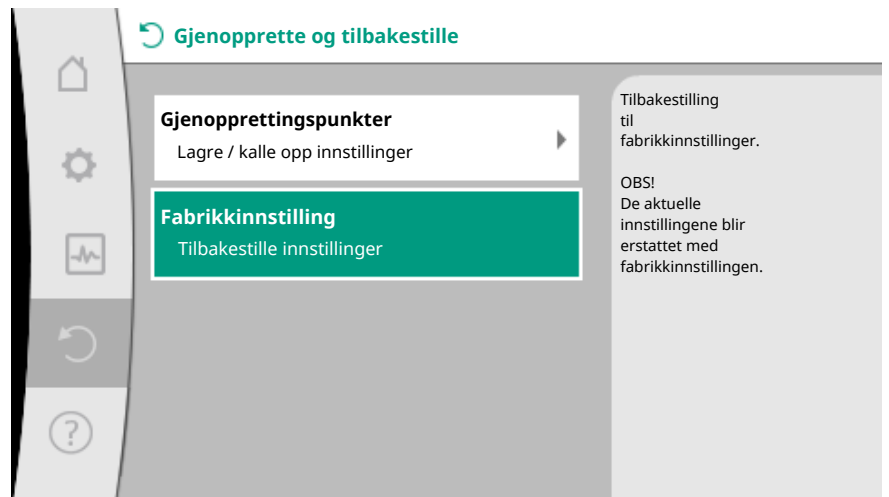 Gjenopprette og tilbakestille
Gjenopprettingspunkter
Lagre / kalle opp innstillinger
Fabrikkinnstilling
Tilbakestille innstillinger
Tilbakestilling
til
fabrikkinnstillinger.
OBS!
De aktuelle
innstillingene blir
erstattet med
fabrikkinnstillingen.
?